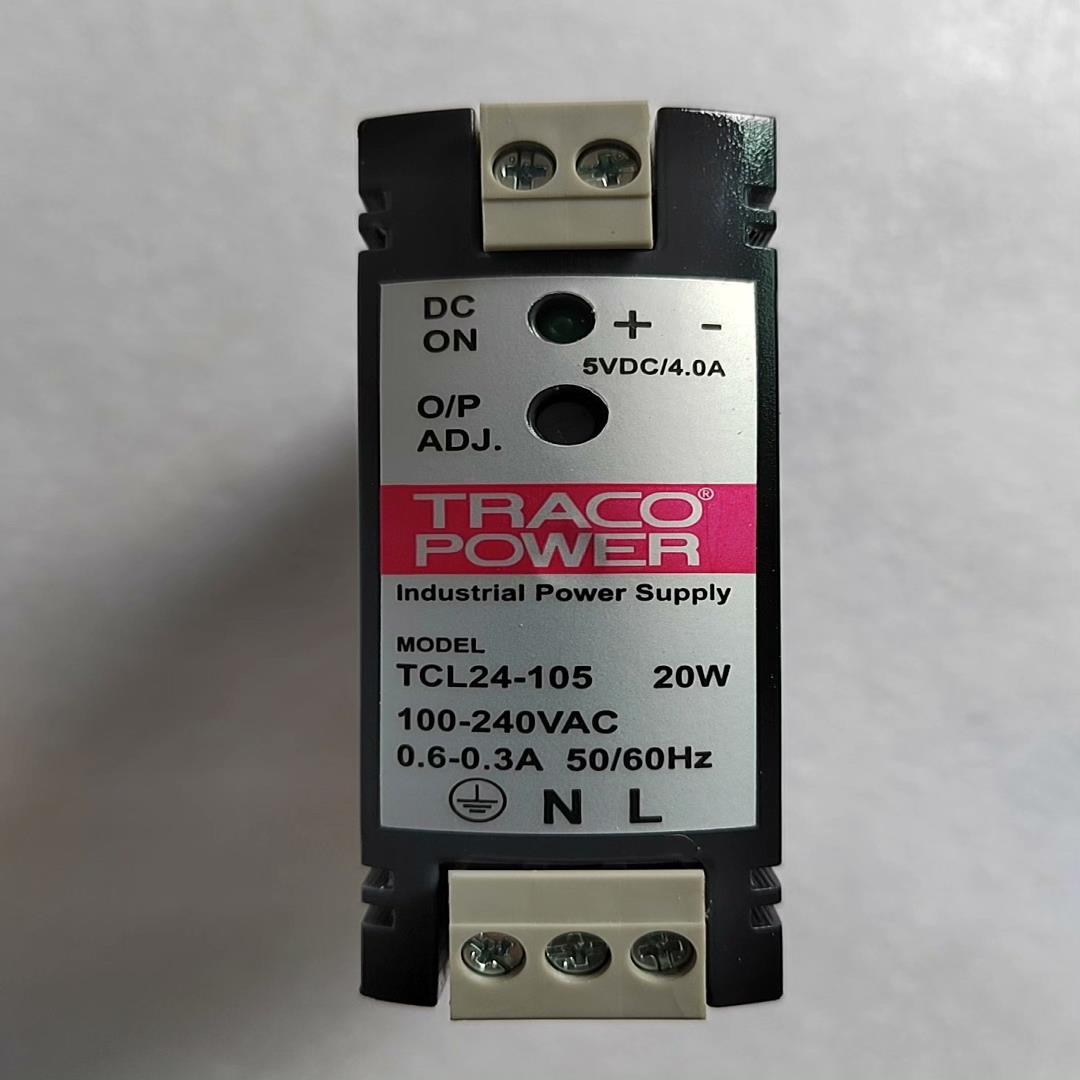 DC
ON
+ -
5VDC/4.0A
O/P
ADJ.
TRACO®
POWER
Industrial Power Supply
MODEL
TCL24-105 20W
100-240VAC
0.6-0.3A 50/60Hz
N L